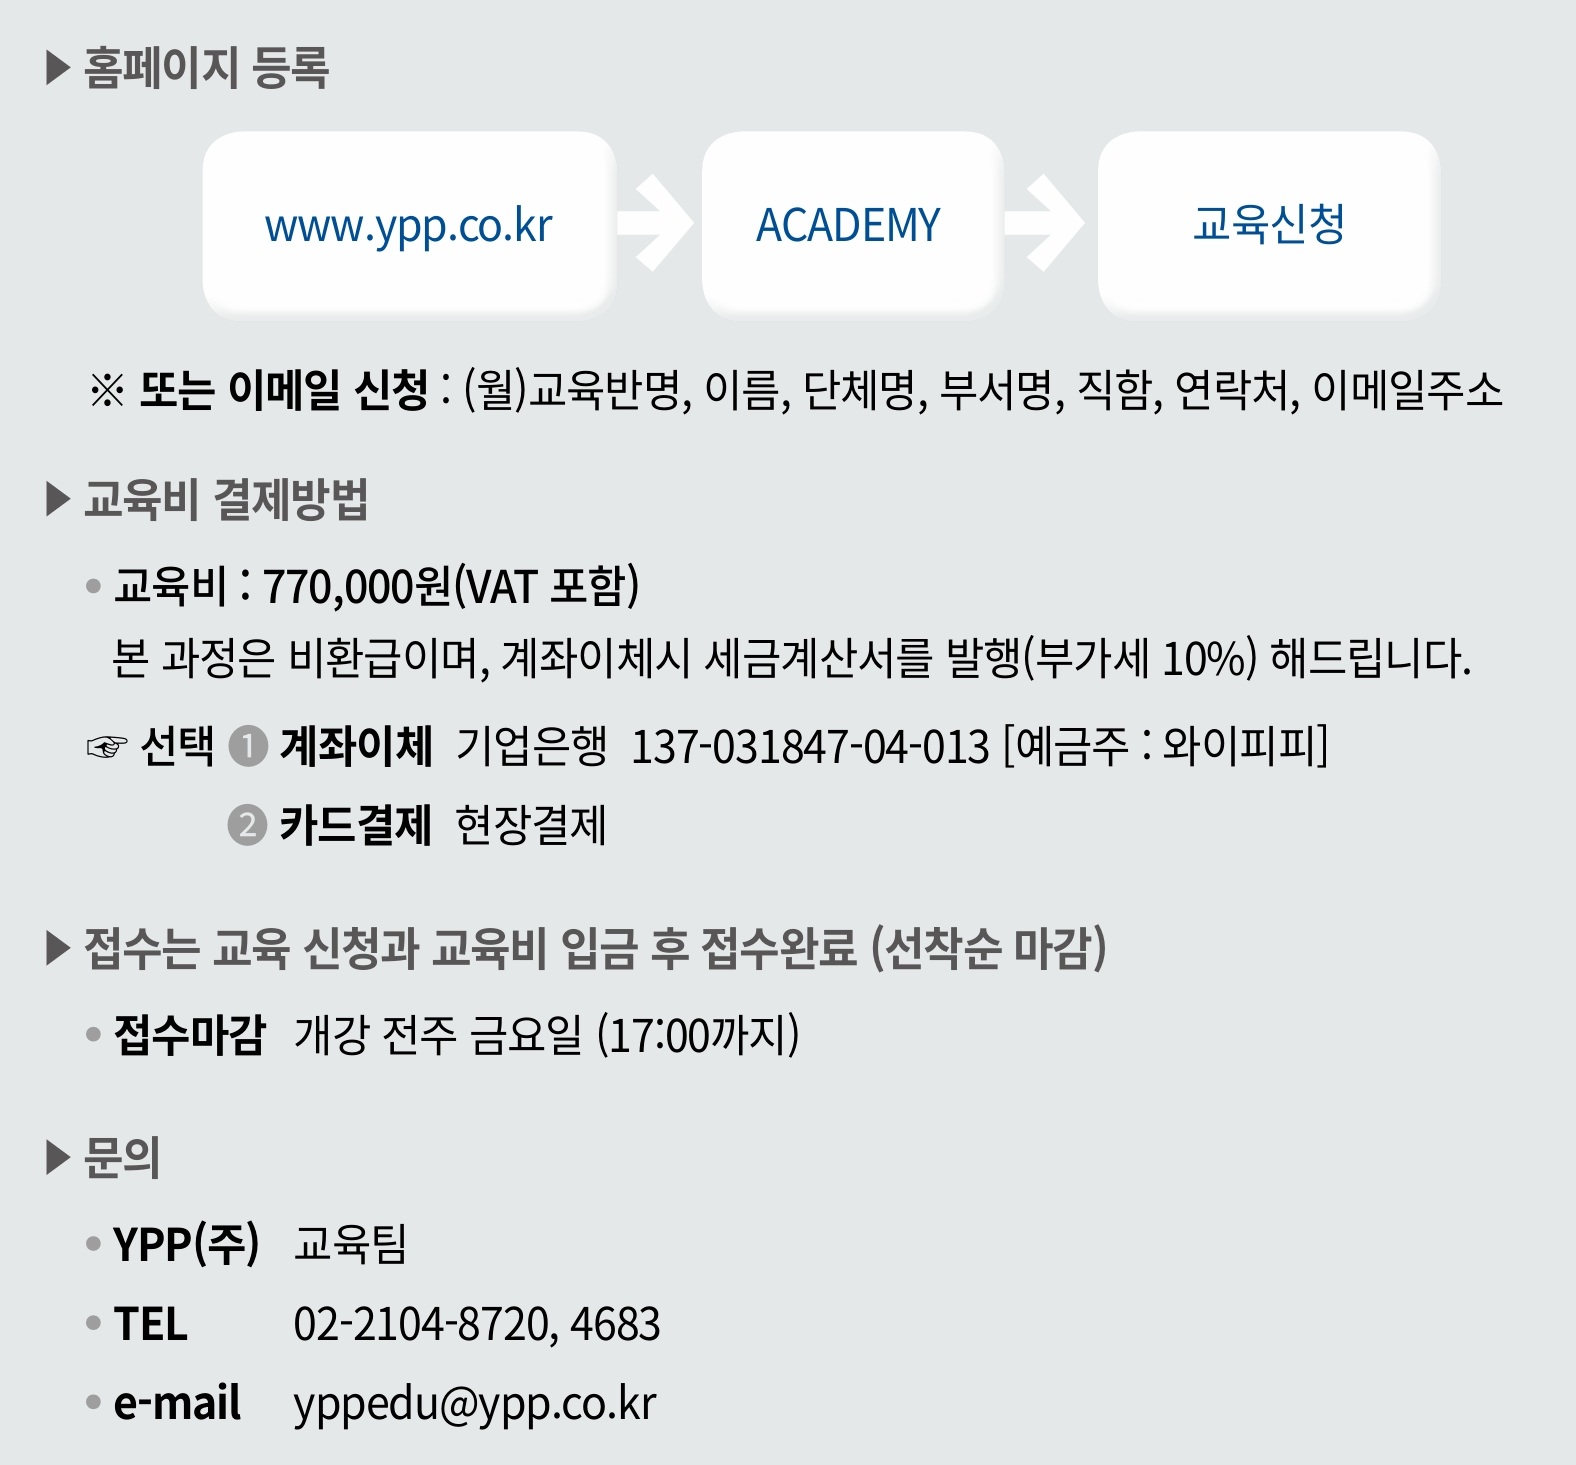 ▶ 홈페이지 등록
www.ypp.co.kr → ACADEMY → 교육신청
※ 또는 이메일 신청 : (월)교육반명, 이름, 단체명, 부서명, 직함, 연락처, 이메일주소
▶ 교육비 결제방법
• 교육비 : 770,000원(VAT 포함)
본 과정은 비환급이며, 계좌이체시 세금계산서를 발행(부가세 10%) 해드립니다.
☞ 선택 ❶ 계좌이체 기업은행 137-031847-04-013 [예금주 : 와이피피]
❷ 카드결제 현장결제
▶ 접수는 교육 신청과 교육비 입금 후 접수완료 (선착순 마감)
• 접수마감 개강 전주 금요일 (17:00까지)
▶ 문의
• YPP(주) 교육팀
• TEL 02-2104-8720, 4683
• e-mail yppedu@ypp.co.kr